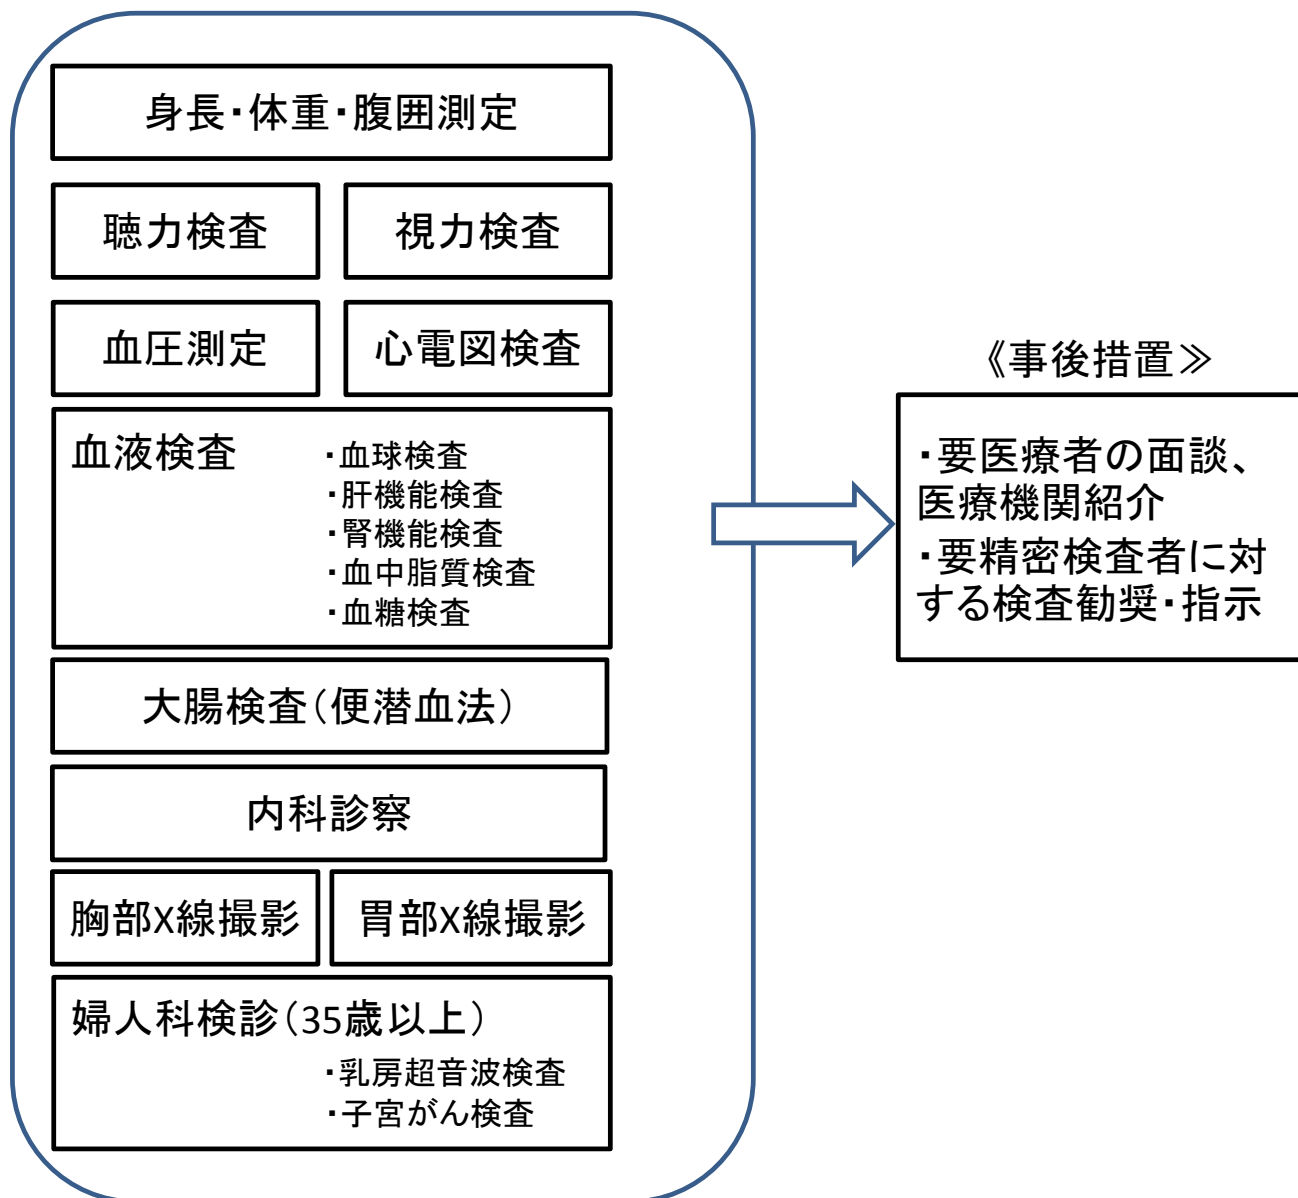 身長・体重・腹囲測定
聴力検査
視力検査
血圧測定
心電図検査
血液検査
・血球検査
・肝機能検査
・腎機能検査
・血中脂質検査
・血糖検査
大腸検査（便潜血法）
内科診察
胸部X線撮影
胃部X線撮影
婦人科検診（35歳以上）
・乳房超音波検査
・子宮がん検査
《事後措置≫
・要医療者の面談、
医療機関紹介
・要精密検査者に対
する検査勧奨・指示